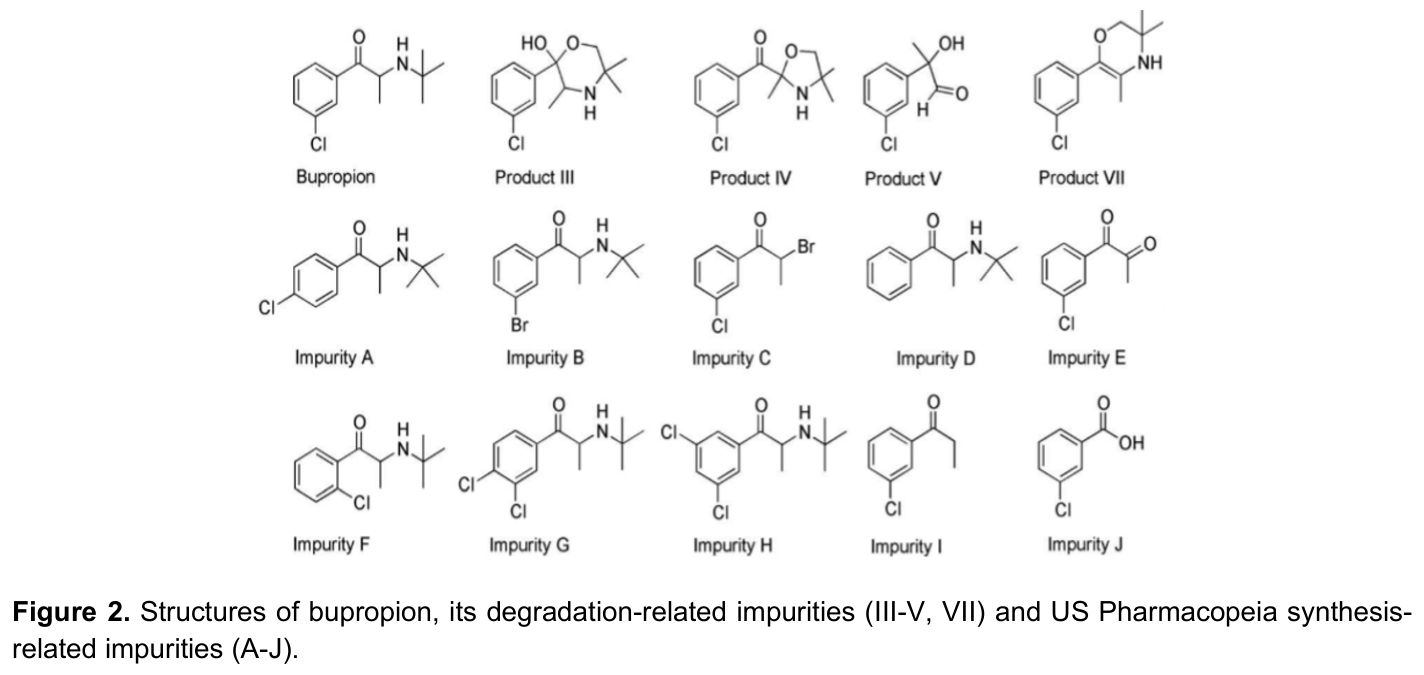 Bupropion Product III Product IV Product V Product VII
Impurity A Impurity B Impurity C Impurity D Impurity E
Impurity F Impurity G Impurity H Impurity I Impurity J
O H N Cl
HO O N H Cl
O O N H Cl
OH O H Cl
O NH Cl
O H N Cl
O H N Br
O Br Cl
O H N
O O Cl
O H N Cl
O H N Cl Cl
Cl O H N Cl
O Cl
O OH Cl
Figure 2. Structures of bupropion, its degradation-related impurities (III-V, VII) and US Pharmacopeia synthesis-
related impurities (A-J).